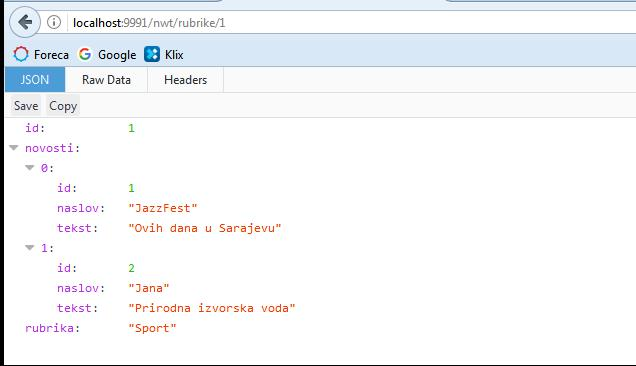 localhost:9991/nwt/rubrike/1
Foreca Google Klix
JSON Raw Data Headers
Save Copy
id: 1
novosti:
0:
id: 1
naslov: "JazzFest"
tekst: "Ovih dana u Sarajevu"
1:
id: 2
naslov: "Jana"
tekst: "Prirodna izvorska voda"
rubrika: "Sport"